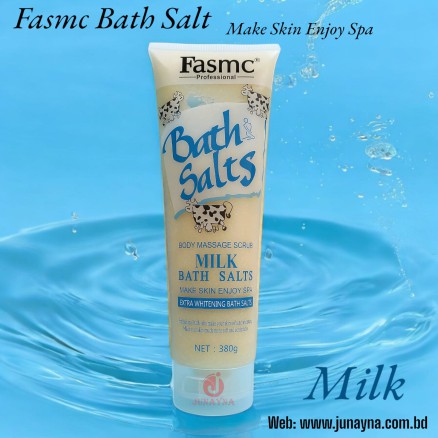 Fasmc Bath Salt
Make Skin Enjoy Spa
Fasmc®
Professional
Bath
Salts
BODY MASSAGE SCRUB
MILK
BATH SALTS
MAKE SKIN ENJOY SPA
EXTRA WHITENING BATH SALTS
NET : 380g
JUNAYNA
Milk
Web: www.junayna.com.bd